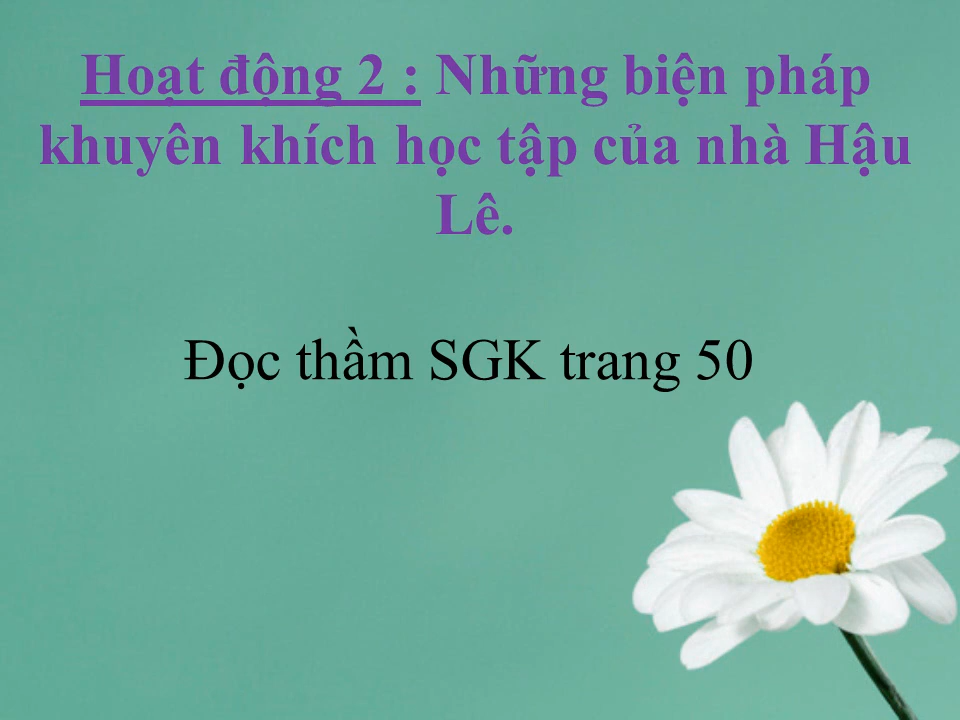 Hoạt động 2 : Những biện pháp
khuyên khích học tập của nhà Hậu
Lê.
Đọc thầm SGK trang 50